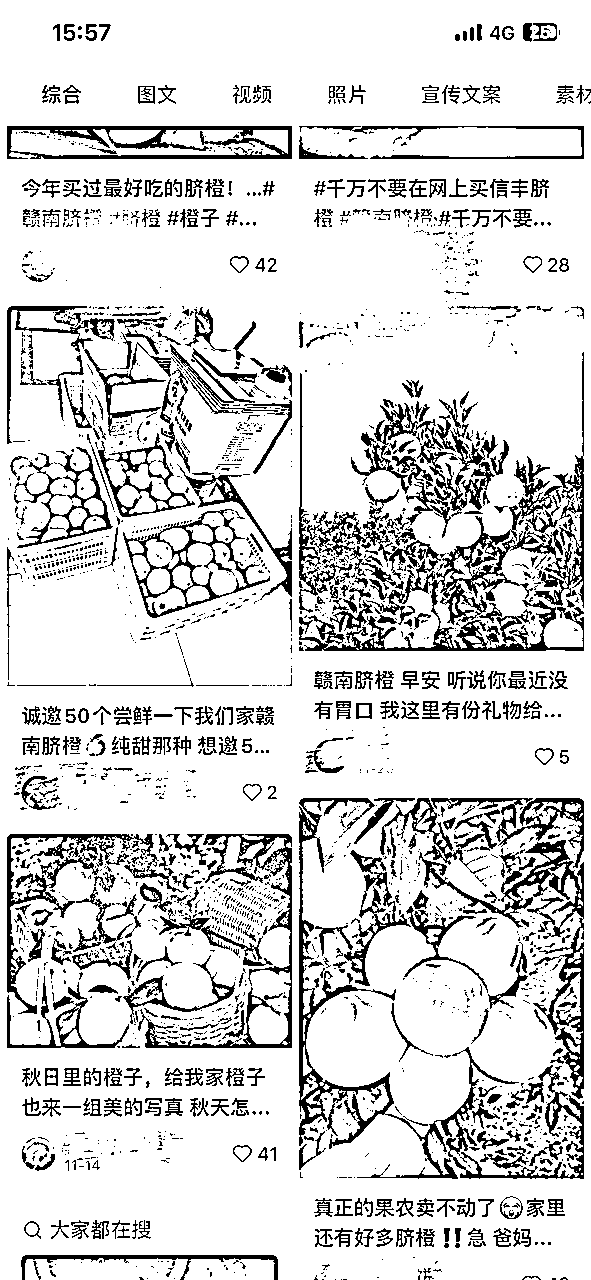 15:57
4G 25
综合 图文 视频 照片 宣传文案 素材
今年买过最好吃的脐橙！...#
赣南脐橙 #脐橙 #橙子 #...
42
#千万不要在网上买信丰脐
橙 #赣南脐橙 #千万不要...
28
诚邀50个尝鲜一下我们家赣
南脐橙🍊纯甜那种 想邀5...
2
赣南脐橙 早安 听说你最近没
有胃口 我这里有份礼物给...
5
秋日里的橙子，给我家橙子
也来一组美的写真 秋天怎...
11-14
41
真正的果农卖不动了😭家里
还有好多脐橙‼️急 爸妈...
大家都在搜